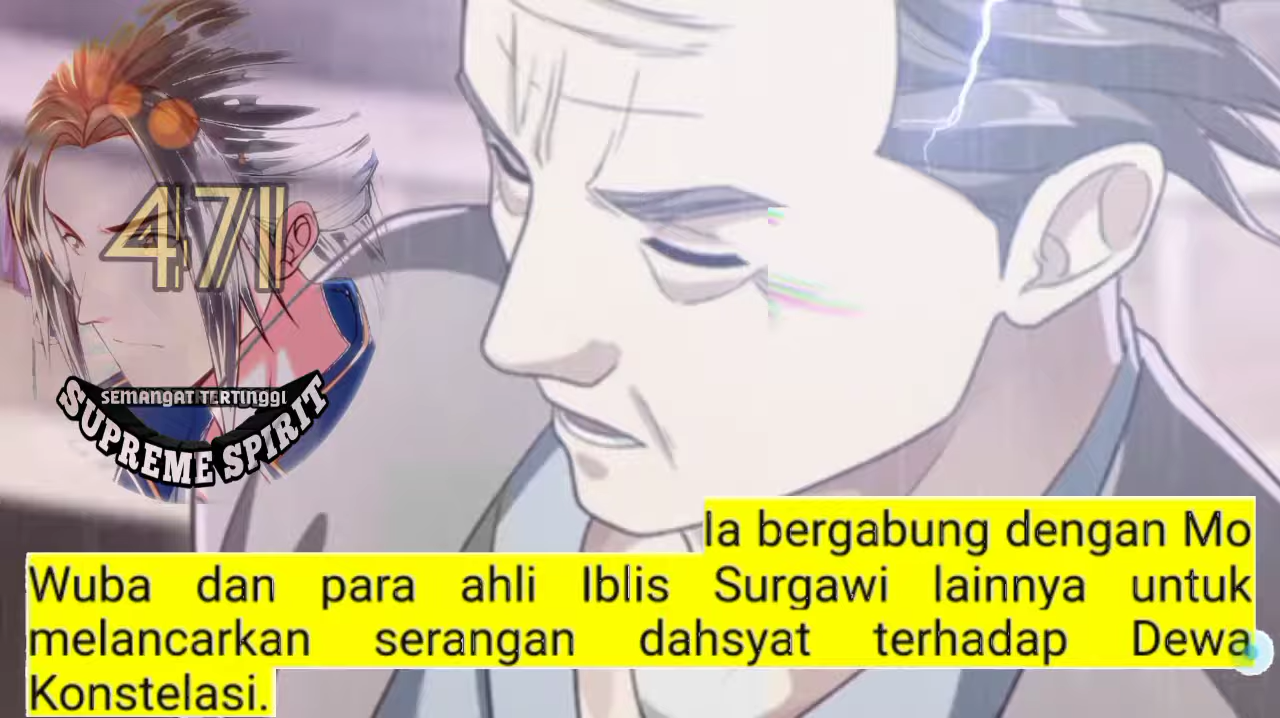 471
SEMANGAT TERTINGGI
SUPREME SPIRIT
Ia bergabung dengan Mo
Wuba dan para ahli Iblis Surgawi lainnya untuk
melancarkan serangan dahsyat terhadap Dewa
Konstelasi.